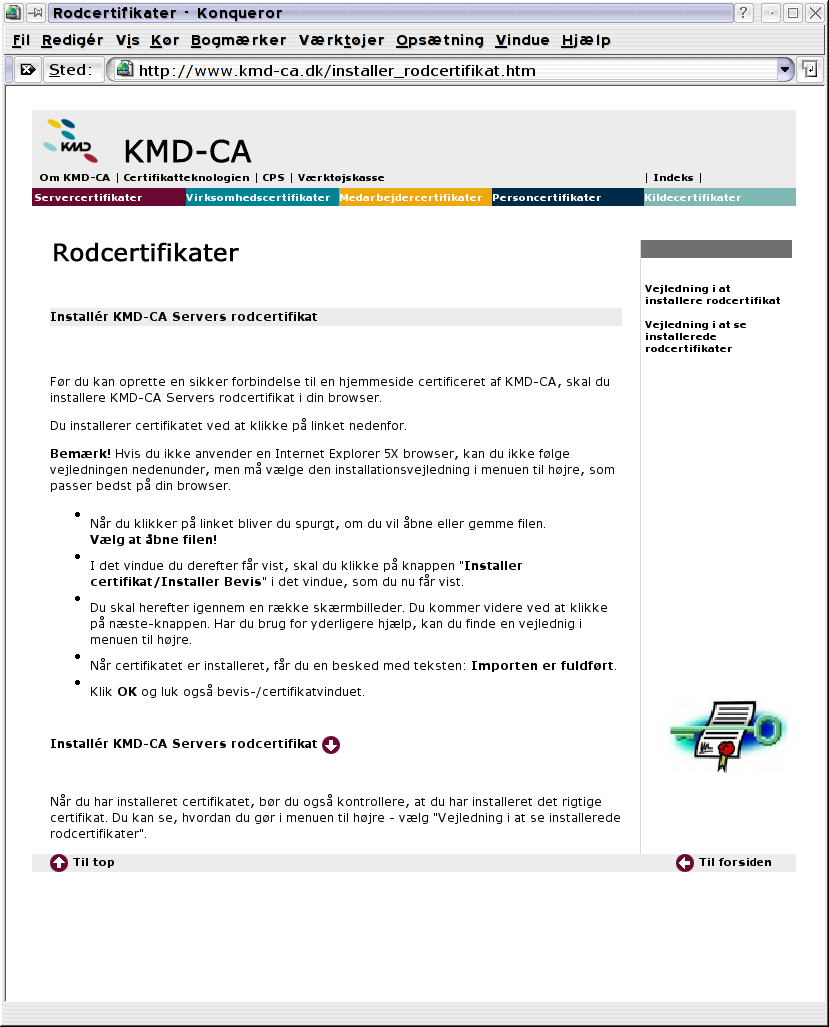 Rodcertifikater - Konqueror
Fil Redigér Vis Kør Bogmærker Værktøjer Opsætning Vindue Hjælp
Sted: http://www.kmd-ca.dk/installer_rodcertifikat.htm
KMD
KMD-CA
Om KMD-CA | Certifikatteknologien | CPS | Værktøjskasse | Indeks |
Servercertifikater Virksomhedscertifikater Medarbejdercertifikater Personcertifikater Kildecertifikater
Rodcertifikater
Vejledning i at
installere rodcertifikat
Vejledning i at se
installerede
rodcertifikater
Installér KMD-CA Servers rodcertifikat
Før du kan oprette en sikker forbindelse til en hjemmeside certificeret af KMD-CA, skal du
installere KMD-CA Servers rodcertifikat i din browser.
Du installerer certifikatet ved at klikke på linket nedenfor.
Bemærk! Hvis du ikke anvender en Internet Explorer 5X browser, kan du ikke følge
vejledningen nedenunder, men må vælge den installationsvejledning i menuen til højre, som
passer bedst på din browser.
Når du klikker på linket bliver du spurgt, om du vil åbne eller gemme filen.
Vælg at åbne filen!
I det vindue du derefter får vist, skal du klikke på knappen "Installer
certifikat/Installer Bevis" i det vindue, som du nu får vist.
Du skal herefter igennem en række skærmbilleder. Du kommer videre ved at klikke
på næste-knappen. Har du brug for yderligere hjælp, kan du finde en vejlednig i
menuen til højre.
Når certifikatet er installeret, får du en besked med teksten: Importen er fuldført.
Klik OK og luk også bevis-/certifikatvinduet.
Installér KMD-CA Servers rodcertifikat
Når du har installeret certifikatet, bør du også kontrollere, at du har installeret det rigtige
certifikat. Du kan se, hvordan du gør i menuen til højre - vælg "Vejledning i at se installerede
rodcertifikater".
Til top Til forsiden